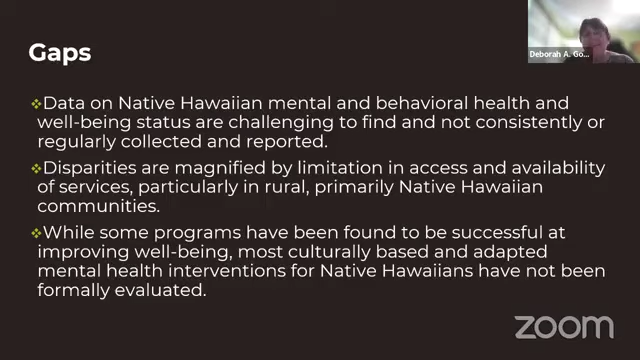 Deborah A. Go...
Gaps
❖Data on Native Hawaiian mental and behavioral health and
well-being status are challenging to find and not consistently or
regularly collected and reported.
❖Disparities are magnified by limitation in access and availability
of services, particularly in rural, primarily Native Hawaiian
communities.
❖While some programs have been found to be successful at
improving well-being, most culturally based and adapted
mental health interventions for Native Hawaiians have not been
formally evaluated.
zoom